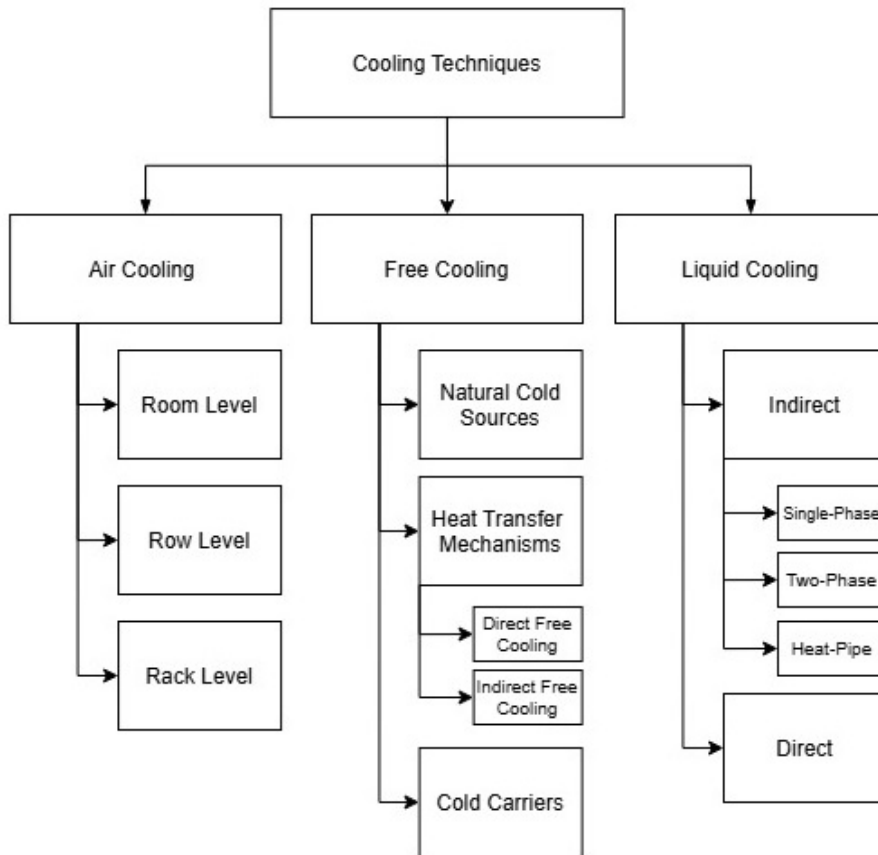 Cooling Techniques
Air Cooling
Free Cooling
Liquid Cooling
Room Level
Row Level
Rack Level
Natural Cold
Sources
Heat Transfer
Mechanisms
Direct Free
Cooling
Indirect Free
Cooling
Cold Carriers
Indirect
Single-Phase
Two-Phase
Heat-Pipe
Direct